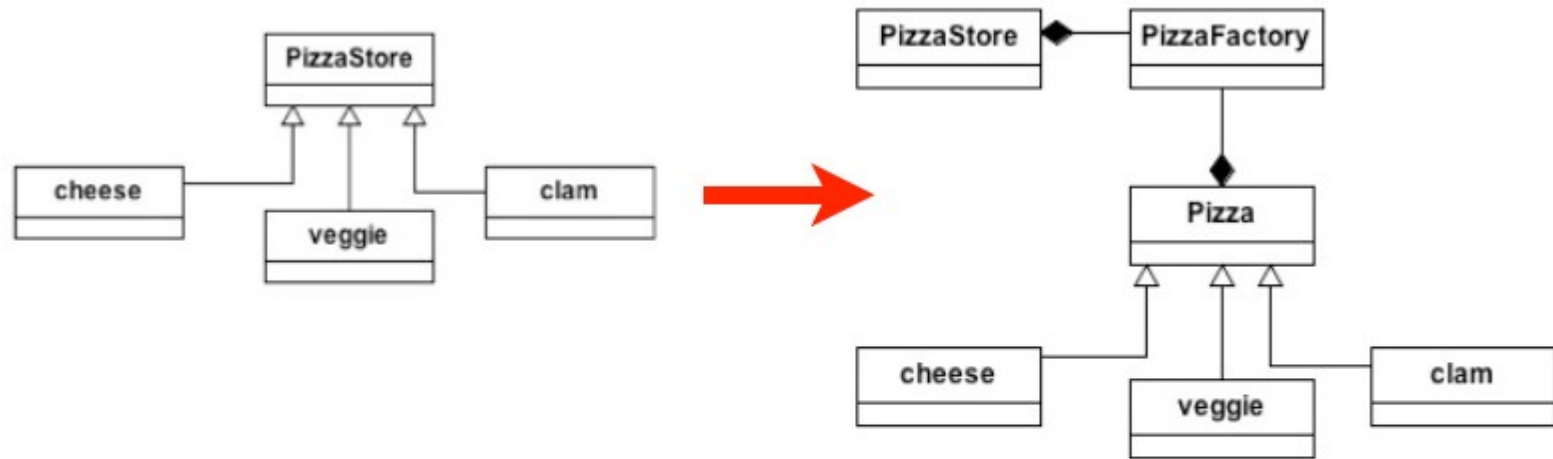 PizzaStore
cheese
veggie
clam
PizzaStore
PizzaFactory
Pizza
cheese
veggie
clam